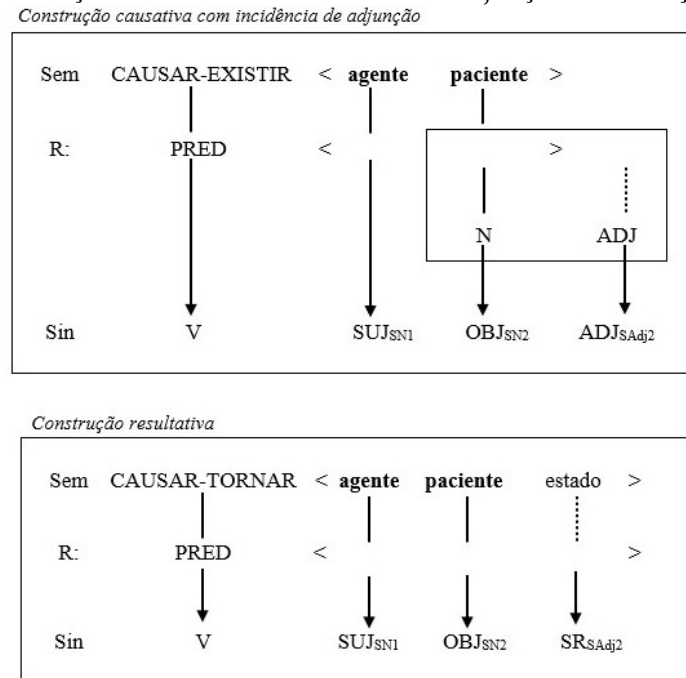 Construção causativa com incidência de adjunção
Sem CAUSAR-EXISTIR < agente paciente >
R: PRED < >
N ADJ
Sin V SUJSN1 OBJSN2 ADJSAdj2
Construção resultativa
Sem CAUSAR-TORNAR < agente paciente estado >
R: PRED < >
Sin V SUJSN1 OBJSN2 SRSAdj2